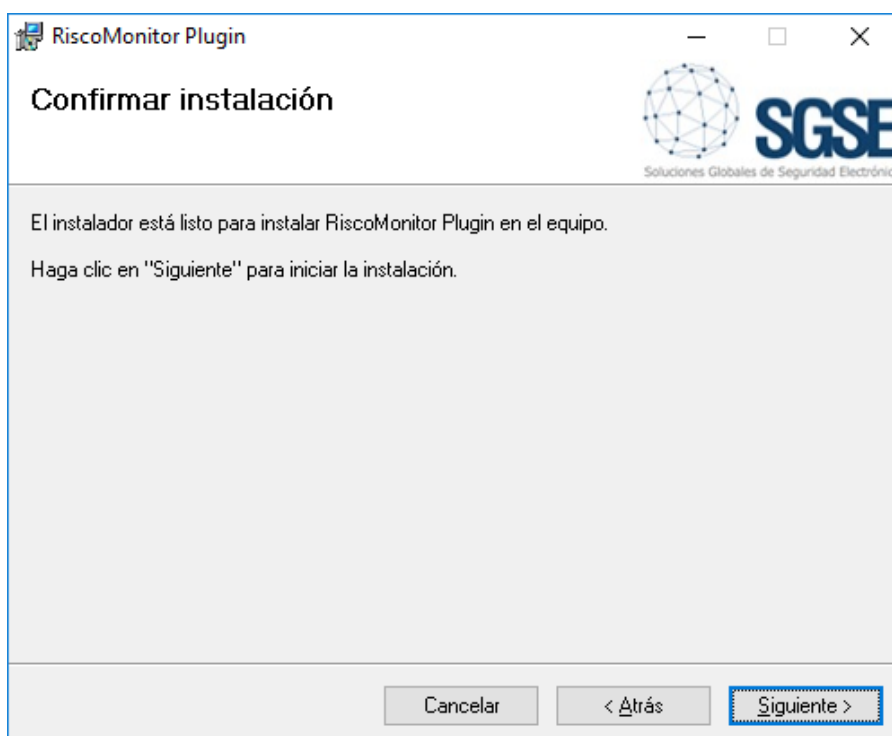 RiscoMonitor Plugin
Confirmar instalación
SGSE
Soluciones Globales de Seguridad Electrónic
El instalador está listo para instalar RiscoMonitor Plugin en el equipo.
Haga clic en "Siguiente" para iniciar la instalación.
Cancelar
< Atrás
Siguiente >